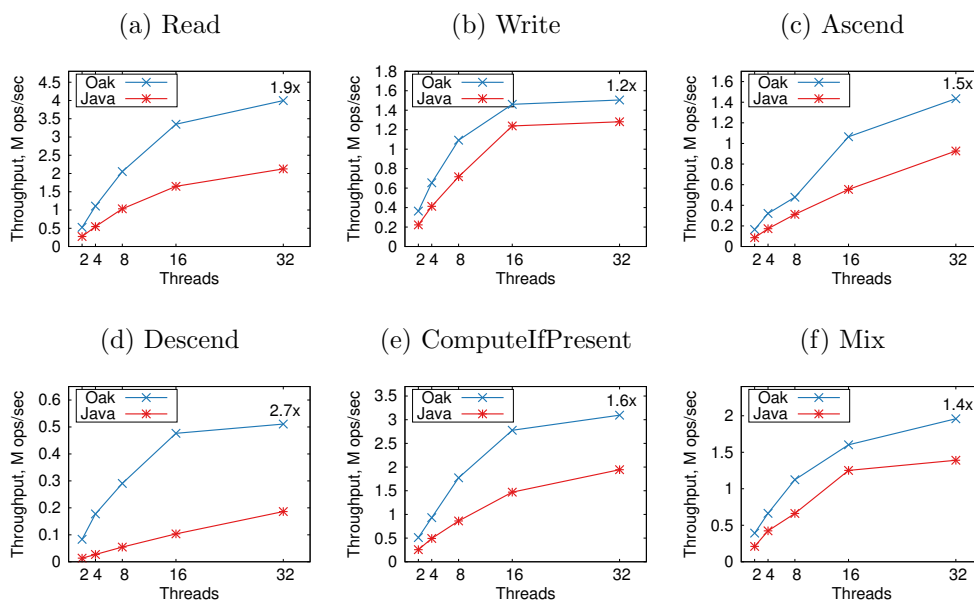 (a) Read
(b) Write
(c) Ascend
Throughput, M ops/sec
4.5
4
3.5
3
2.5
2
1.5
1
0.5
0
Oak
Java
1.9x
2 4 8 16 32
Threads
Throughput, M ops/sec
1.8
1.6
1.4
1.2
1
0.8
0.6
0.4
0.2
0
Oak
Java
1.2x
2 4 8 16 32
Threads
Throughput, M ops/sec
1.6
1.4
1.2
1
0.8
0.6
0.4
0.2
0
Oak
Java
1.5x
2 4 8 16 32
Threads
(d) Descend
(e) ComputeIfPresent
(f) Mix
Throughput, M ops/sec
0.6
0.5
0.4
0.3
0.2
0.1
0
Oak
Java
2.7x
2 4 8 16 32
Threads
Throughput, M ops/sec
3.5
3
2.5
2
1.5
1
0.5
0
Oak
Java
1.6x
2 4 8 16 32
Threads
Throughput, M ops/sec
2
1.5
1
0.5
0
Oak
Java
1.4x
2 4 8 16 32
Threads